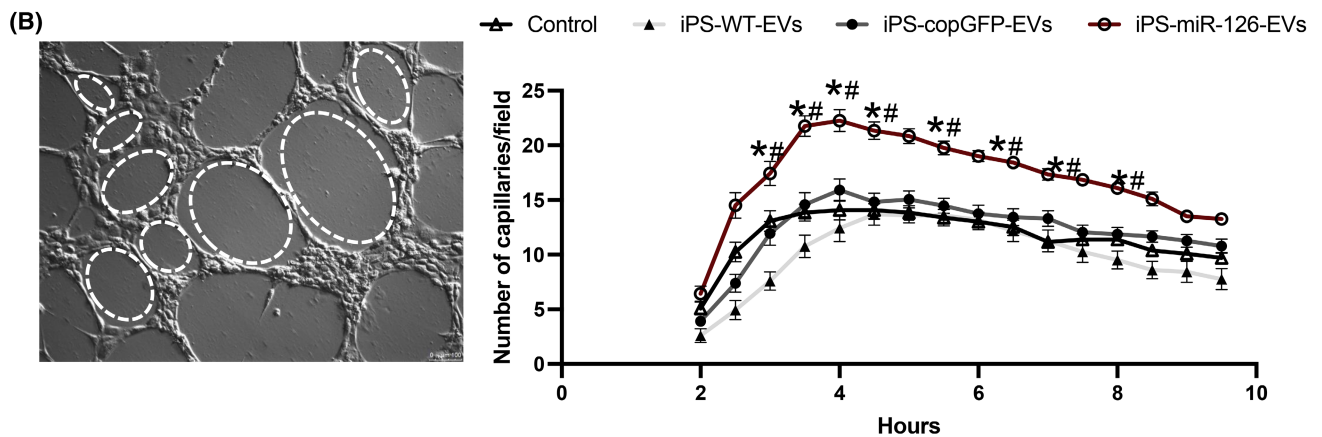 (B)
Control
iPS-WT-EVs
iPS-copGFP-EVs
iPS-miR-126-EVs
Number of capillaries/field
25
20
15
10
5
0
*#
*#
*#
*#
*#
*#
*#
*#
0 2 4 6 8 10
Hours